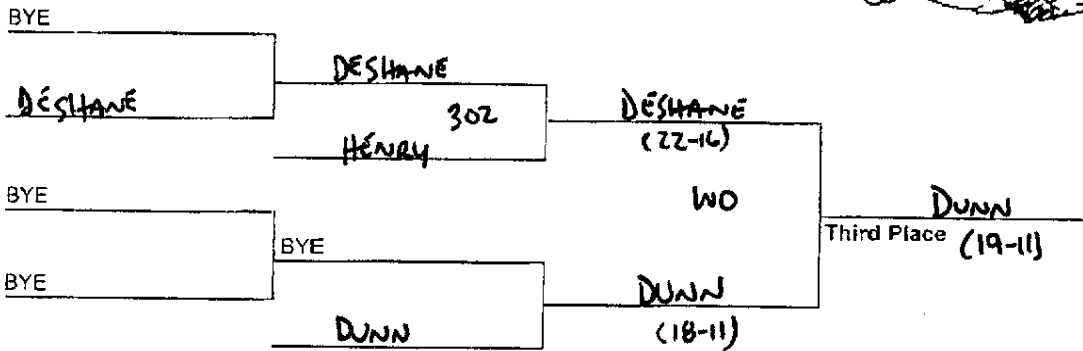 BYE
DESHANE
DESHANE
302
HENRY
DESHANE
(22-16)
BYE
BYE
BYE
DUNN
WO
DUNN
(18-11)
DUNN
Third Place (19-11)